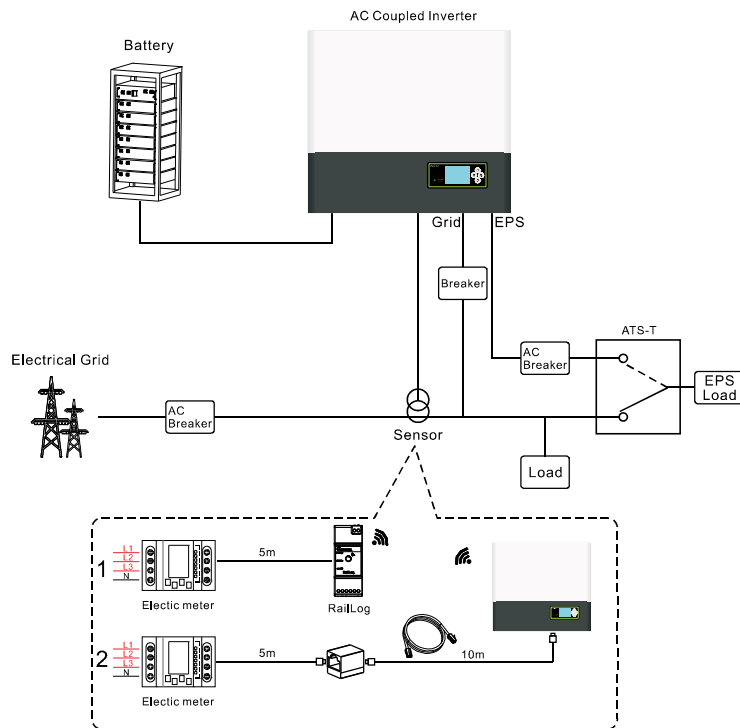 AC Coupled Inverter
Battery
Grid
EPS
Breaker
ATS-T
AC
Breaker
EPS
Load
Electrical Grid
AC
Breaker
Sensor
Load
1
L1
L2
L3
N
5m
Electic meter
RailLog
2
L1
L2
L3
N
5m
10m
Electic meter